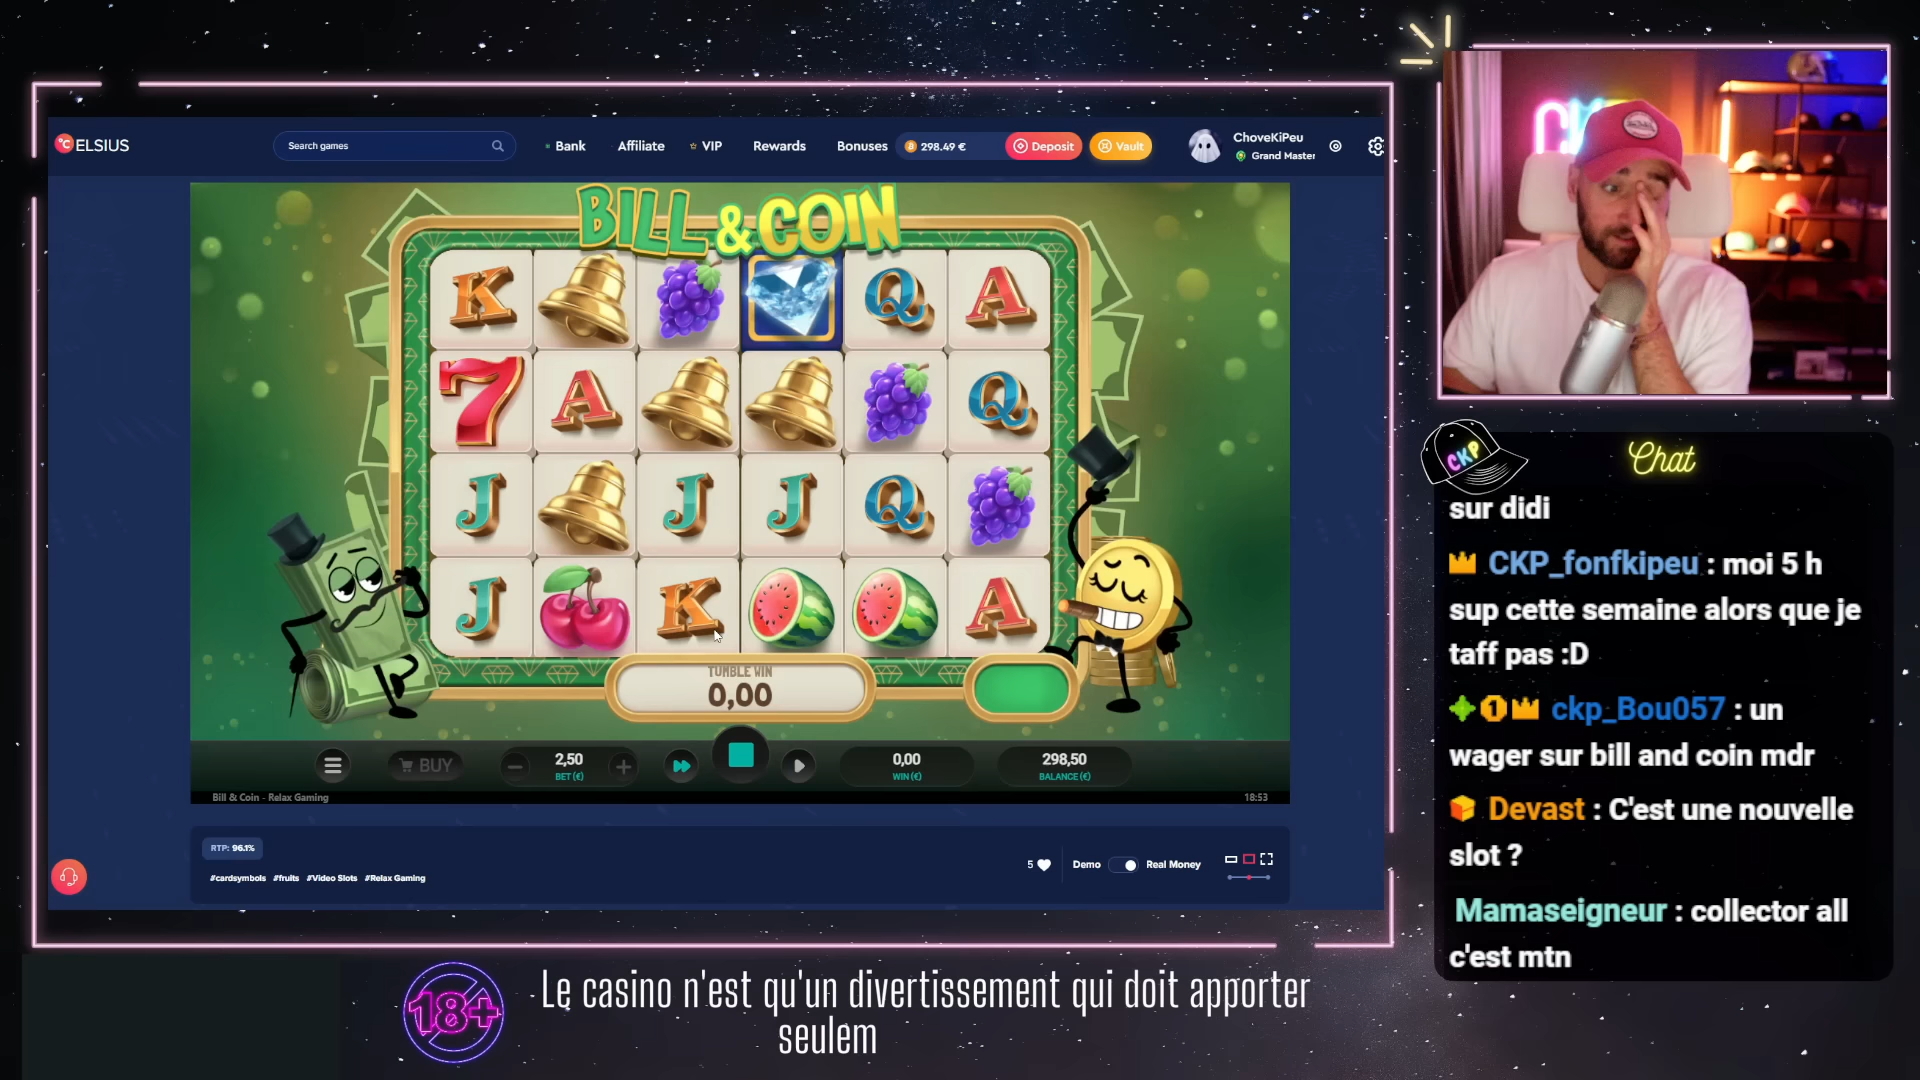 °C ELSIUS
Search games
Bank
Affiliate
VIP
Rewards
Bonuses
298.49 €
Deposit
Vault
ChoveKiPeu
Grand Master
BILL & COIN
K Q A
7 A Q
J J J Q
J K A
TUMBLE WIN
0,00
BUY
2,50
BET (€)
0,00
WIN (€)
298,50
BALANCE (€)
Bill & Coin - Relax Gaming
18:53
RTP: 96.1%
#cardsymbols #fruits #Video Slots #Relax Gaming
5
Demo
Real Money
18+
Le casino n'est qu'un divertissement qui doit apporter
seulem
CKP
Chat
sur didi
CKP_fonfkipeu : moi 5 h
sup cette semaine alors que je
taff pas :D
1 ckp_Bou057 : un
wager sur bill and coin mdr
Devast : C'est une nouvelle
slot ?
Mamaseigneur : collector all
c'est mtn